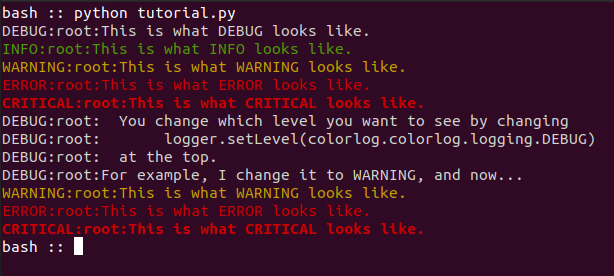 bash :: python tutorial.py
DEBUG:root:This is what DEBUG looks like.
INFO:root:This is what INFO looks like.
WARNING:root:This is what WARNING looks like.
ERROR:root:This is what ERROR looks like.
CRITICAL:root:This is what CRITICAL looks like.
DEBUG:root:  You change which level you want to see by changing
DEBUG:root:       logger.setLevel(colorlog.colorlog.logging.DEBUG)
DEBUG:root:  at the top.
DEBUG:root:For example, I change it to WARNING, and now...
WARNING:root:This is what WARNING looks like.
ERROR:root:This is what ERROR looks like.
CRITICAL:root:This is what CRITICAL looks like.
bash ::